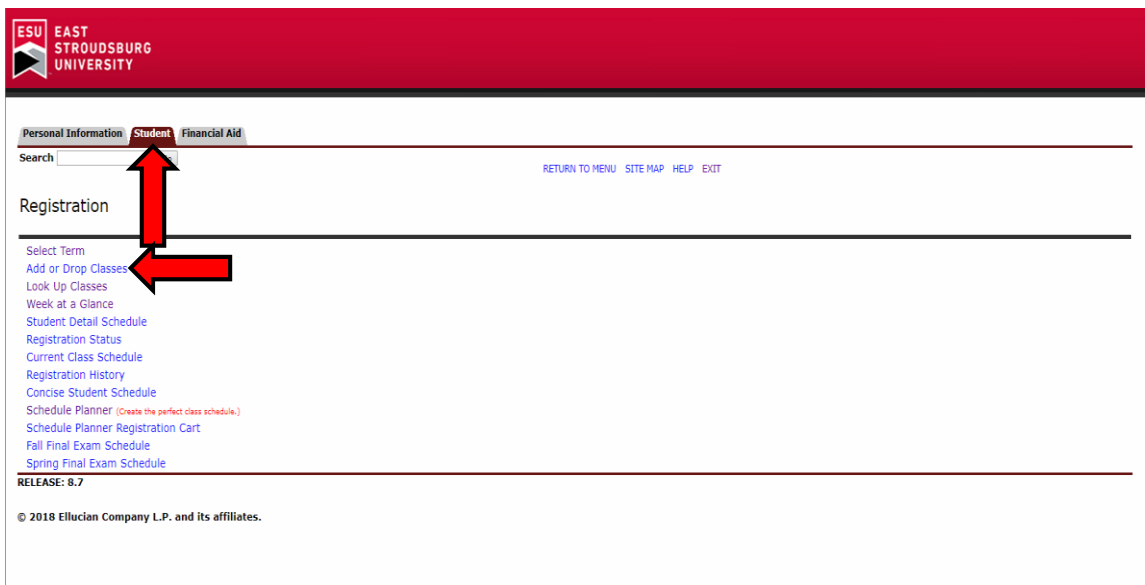 ESU EAST
STROUDSBURG
UNIVERSITY
Personal Information Student Financial Aid
Search
RETURN TO MENU SITE MAP HELP EXIT
Registration
Select Term
Add or Drop Classes
Look Up Classes
Week at a Glance
Student Detail Schedule
Registration Status
Current Class Schedule
Registration History
Concise Student Schedule
Schedule Planner (Create the perfect class schedule.)
Schedule Planner Registration Cart
Fall Final Exam Schedule
Spring Final Exam Schedule
RELEASE: 8.7
© 2018 Ellucian Company L.P. and its affiliates.